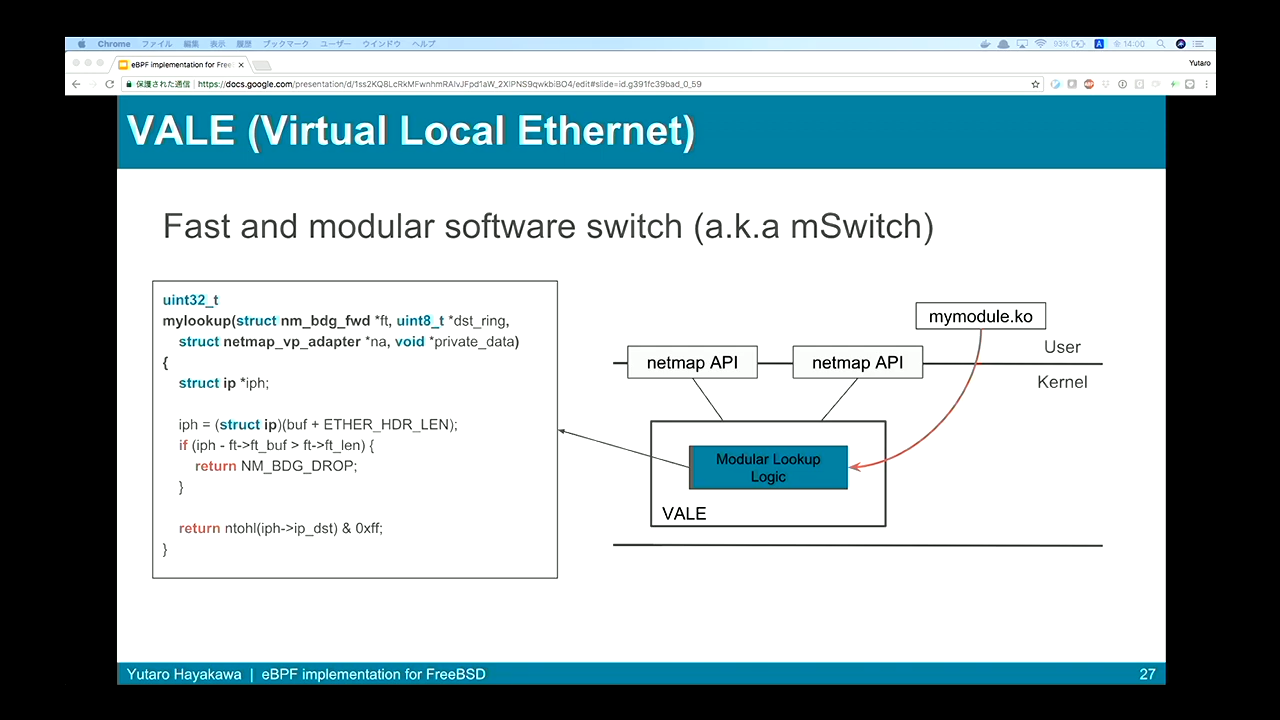 Chrome ファイル 編集 表示 履歴 ブックマーク ユーザー ウインドウ ヘルプ
93% 14:00
eBPF implementation for Free
Yutaro
保護された通信 | https://docs.google.com/presentation/d/1ss2KQ8LcRkMFwnhmRAIvJFpd1aW_2XIPNS9qwkbiBO4/edit#slide=id.g391fc39bad_0_59
VALE (Virtual Local Ethernet)
Fast and modular software switch (a.k.a mSwitch)
uint32_t
mylookup(struct nm_bdg_fwd *ft, uint8_t *dst_ring,
struct netmap_vp_adapter *na, void *private_data)
{
struct ip *iph;
iph = (struct ip)(buf + ETHER_HDR_LEN);
if (iph - ft->ft_buf > ft->ft_len) {
return NM_BDG_DROP;
}
return ntohl(iph->ip_dst) & 0xff;
}
mymodule.ko
User
netmap API
netmap API
Kernel
Modular Lookup
Logic
VALE
Yutaro Hayakawa | eBPF implementation for FreeBSD
27